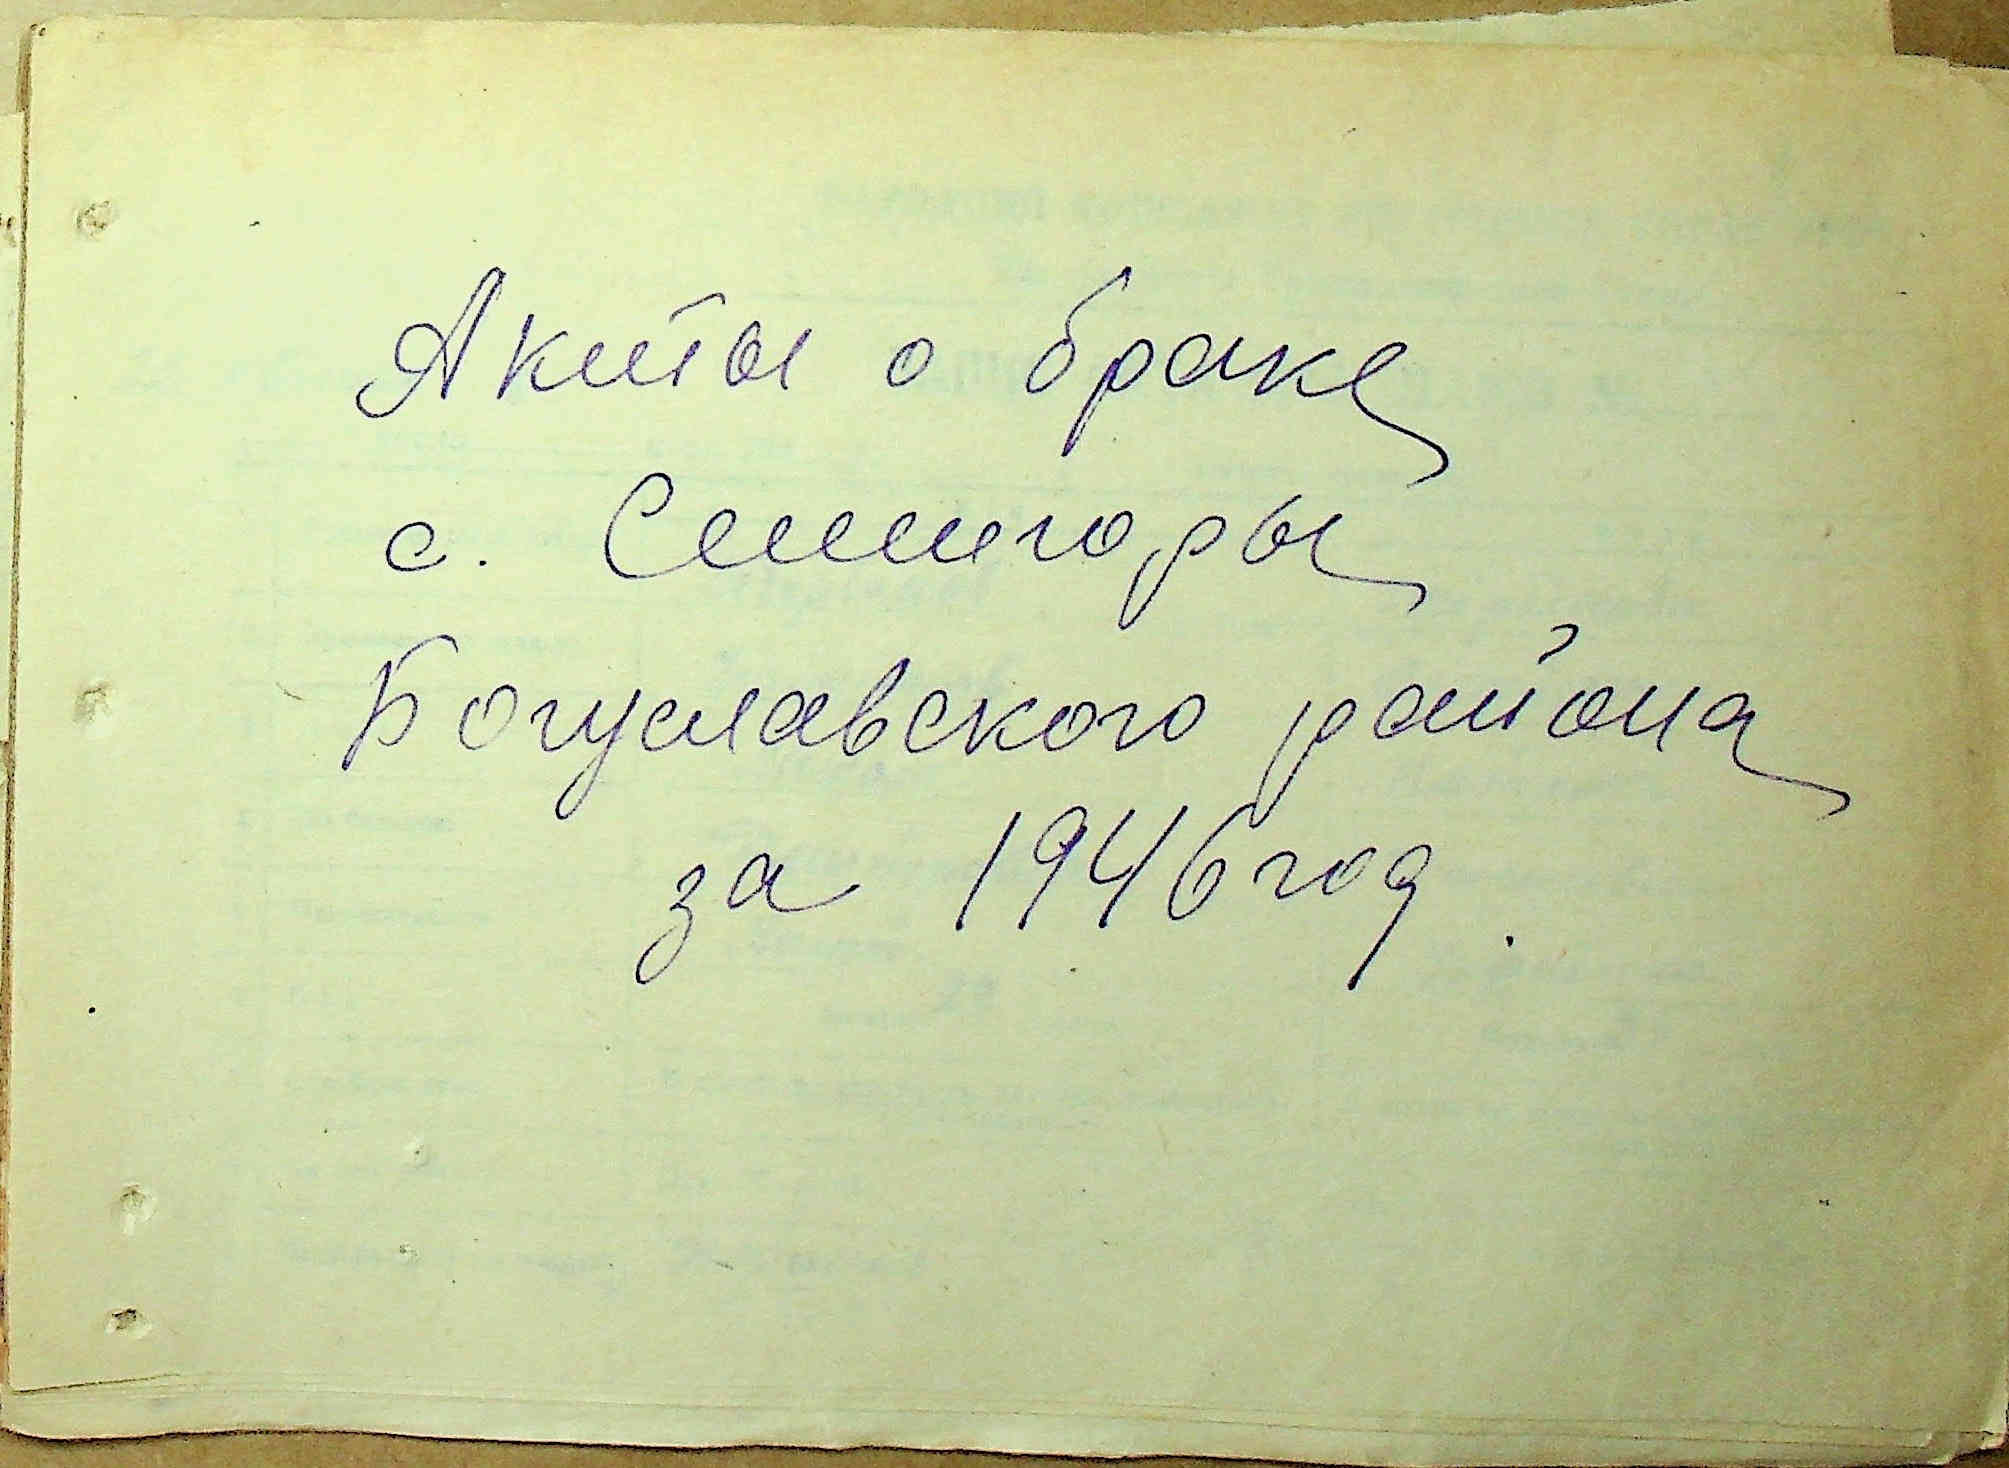 Акты о браке
с. Семигоры
Богуславского района
за 1946 год.